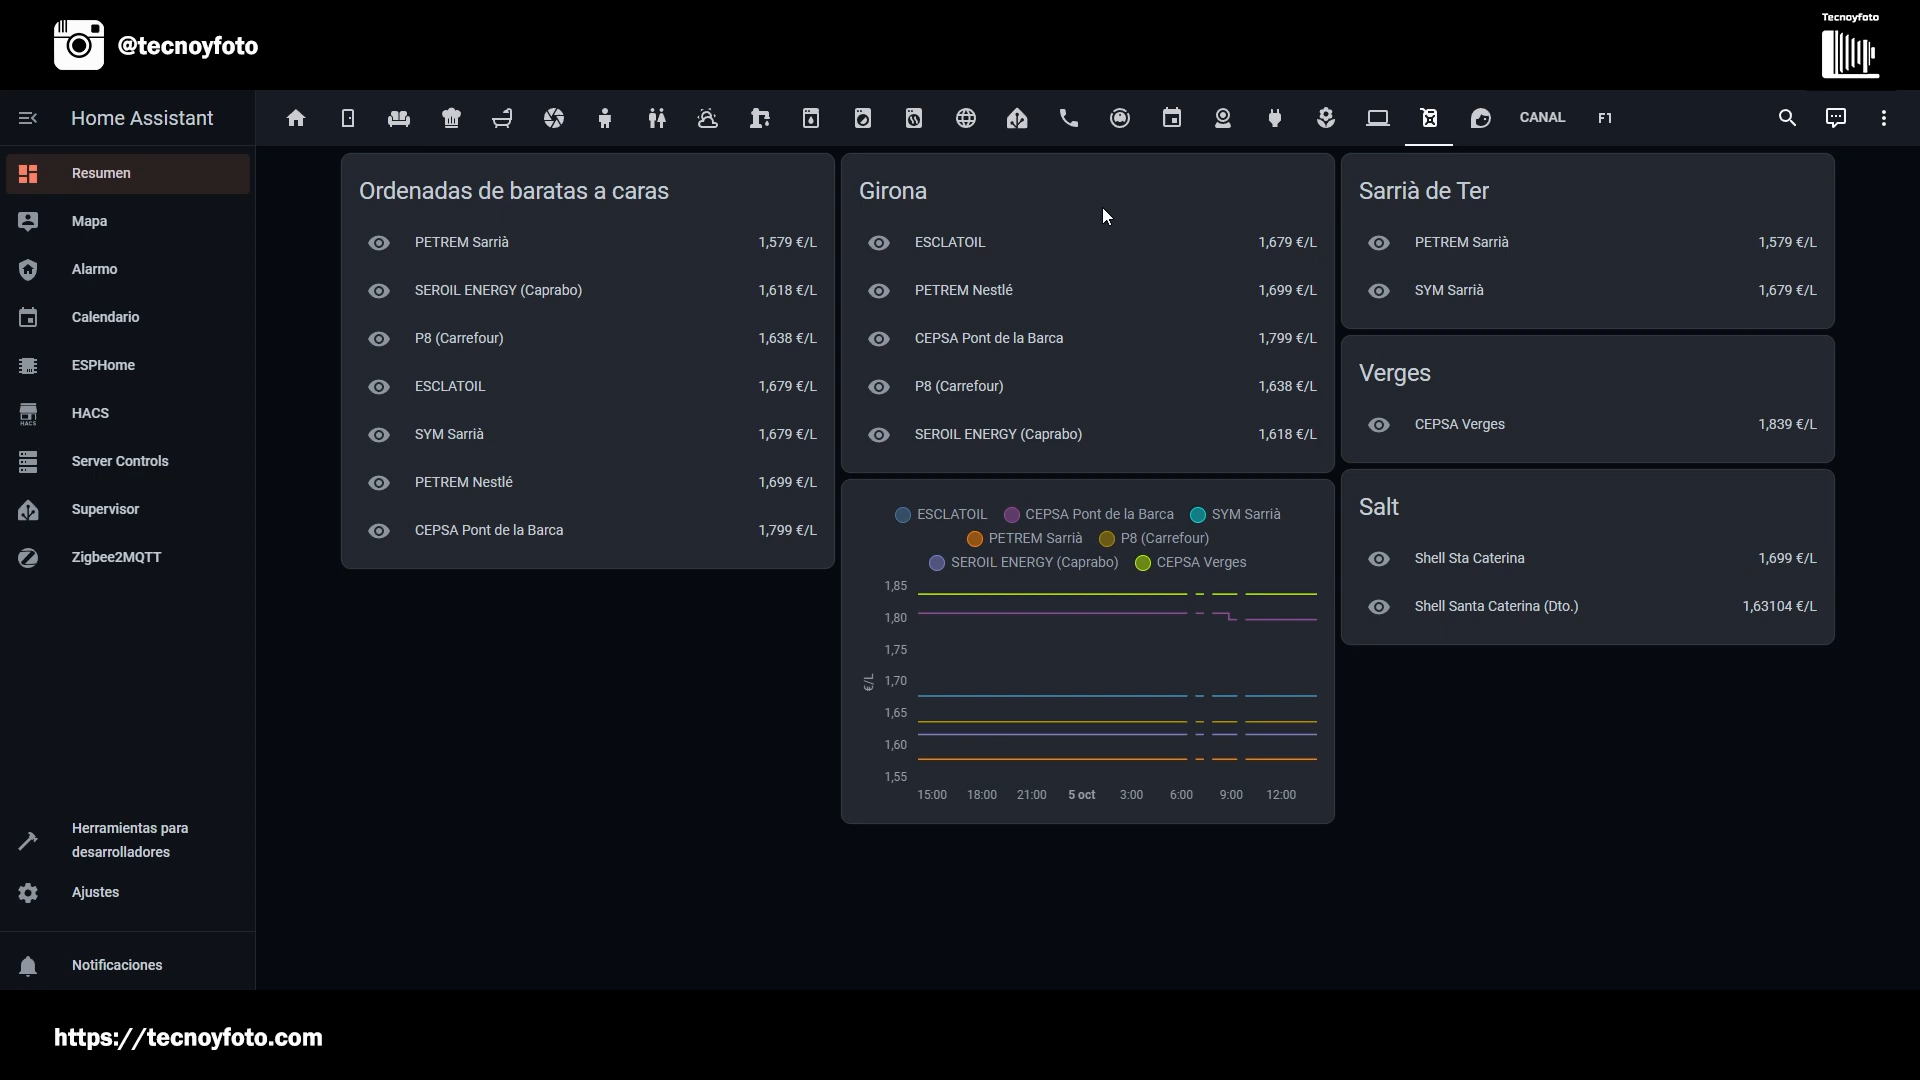 @tecnoyfoto
Tecnoyfoto
Home Assistant
CANAL
F1
Resumen
Mapa
Alarmo
Calendario
ESPHome
HACS
HACS
Server Controls
Supervisor
Zigbee2MQTT
Herramientas para
desarrolladores
Ajustes
Notificaciones
Ordenadas de baratas a caras
PETREM Sarrià 1,579 €/L
SEROIL ENERGY (Caprabo) 1,618 €/L
P8 (Carrefour) 1,638 €/L
ESCLATOIL 1,679 €/L
SYM Sarrià 1,679 €/L
PETREM Nestlé 1,699 €/L
CEPSA Pont de la Barca 1,799 €/L
Girona
ESCLATOIL 1,679 €/L
PETREM Nestlé 1,699 €/L
CEPSA Pont de la Barca 1,799 €/L
P8 (Carrefour) 1,638 €/L
SEROIL ENERGY (Caprabo) 1,618 €/L
ESCLATOIL CEPSA Pont de la Barca SYM Sarrià
PETREM Sarrià P8 (Carrefour)
SEROIL ENERGY (Caprabo) CEPSA Verges
1,85
1,80
1,75
1,70
1,65
1,60
1,55
€/L
15:00 18:00 21:00 5 oct 3:00 6:00 9:00 12:00
Sarrià de Ter
PETREM Sarrià 1,579 €/L
SYM Sarrià 1,679 €/L
Verges
CEPSA Verges 1,839 €/L
Salt
Shell Sta Caterina 1,699 €/L
Shell Santa Caterina (Dto.) 1,63104 €/L
https://tecnoyfoto.com